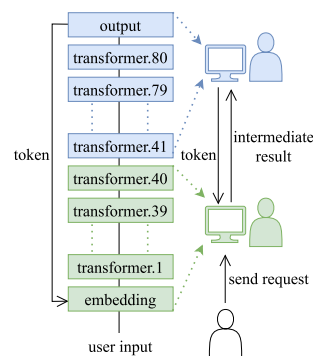 output
transformer.80
transformer.79
transformer.41
token
token
intermediate
result
transformer.40
transformer.39
transformer.1
send request
embedding
user input